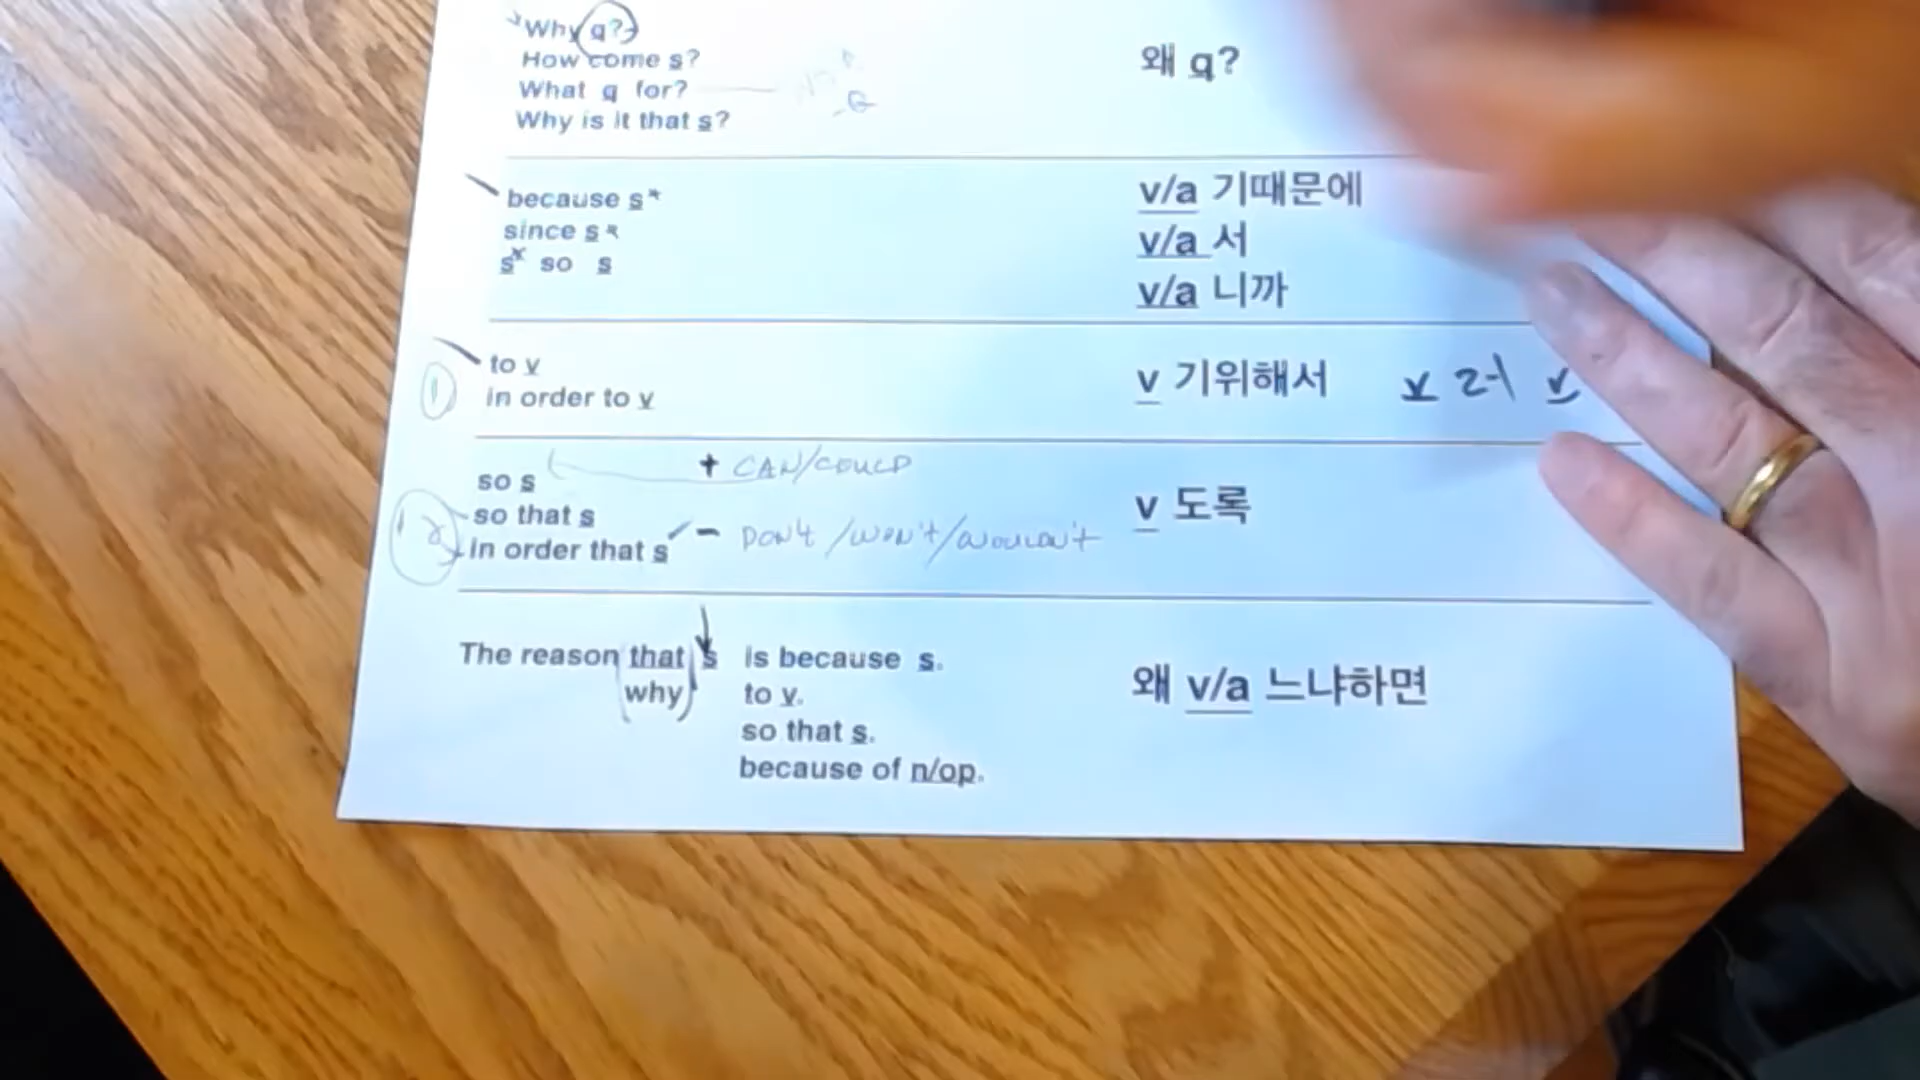 Why q?
How come s?
What q for?
Why is it that s?
왜 q?
because s*
since s*
s* so s
v/a 기때문에
v/a 서
v/a 니까
to v
in order to v
v 기위해서 v 러 v
+ CAN/COULD
so s
so that s
in order that s
- DON'T/WON'T/WOULDN'T
v 도록
The reason that s is because s.
(why) to v.
so that s.
because of n/op.
왜 v/a 느냐하면